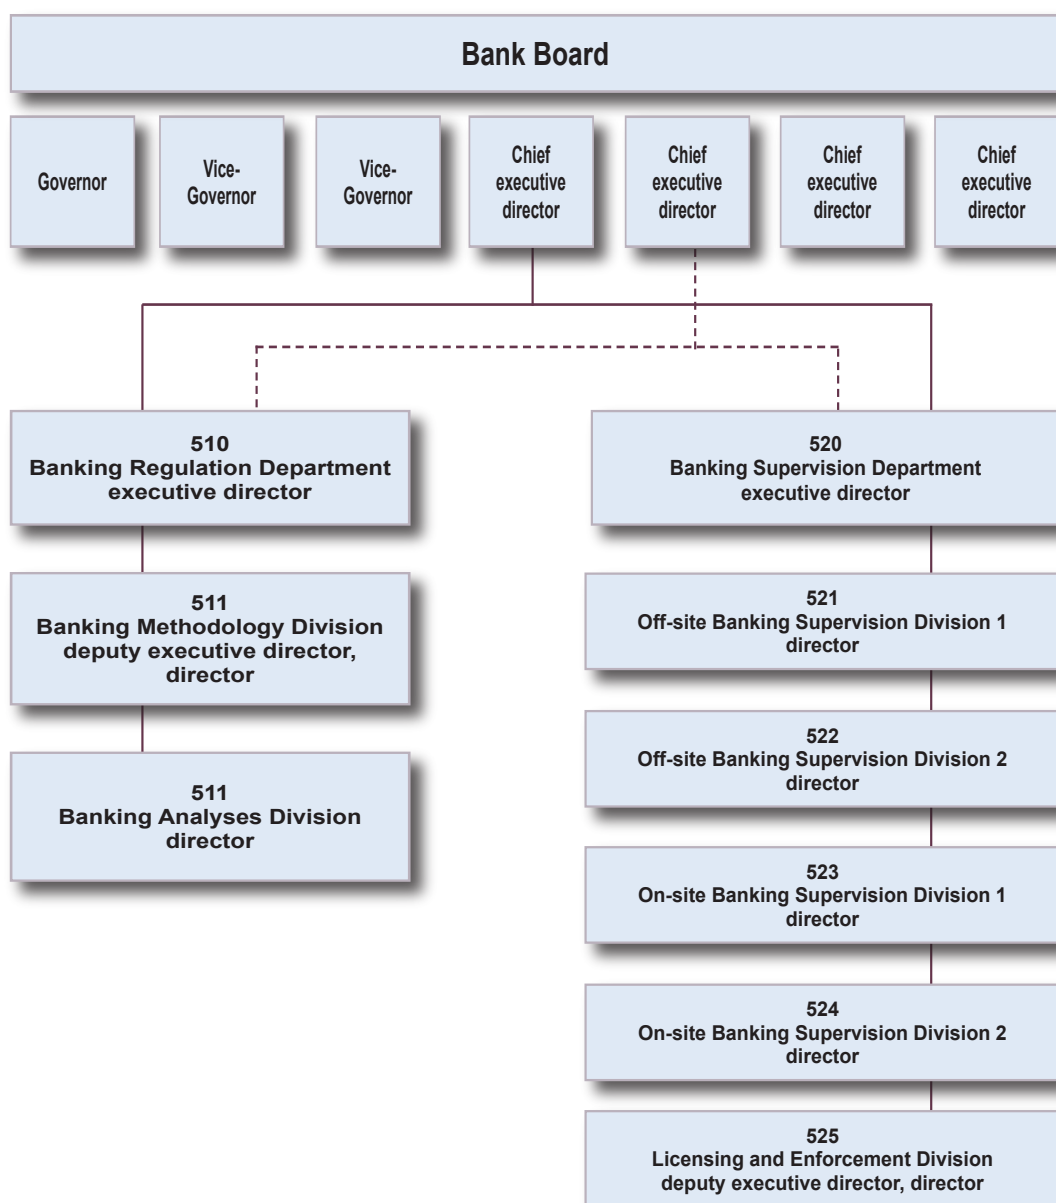 Bank Board
Governor
Vice-
Governor
Vice-
Governor
Chief
executive
director
Chief
executive
director
Chief
executive
director
Chief
executive
director
510
Banking Regulation Department
executive director
511
Banking Methodology Division
deputy executive director,
director
511
Banking Analyses Division
director
520
Banking Supervision Department
executive director
521
Off-site Banking Supervision Division 1
director
522
Off-site Banking Supervision Division 2
director
523
On-site Banking Supervision Division 1
director
524
On-site Banking Supervision Division 2
director
525
Licensing and Enforcement Division
deputy executive director, director